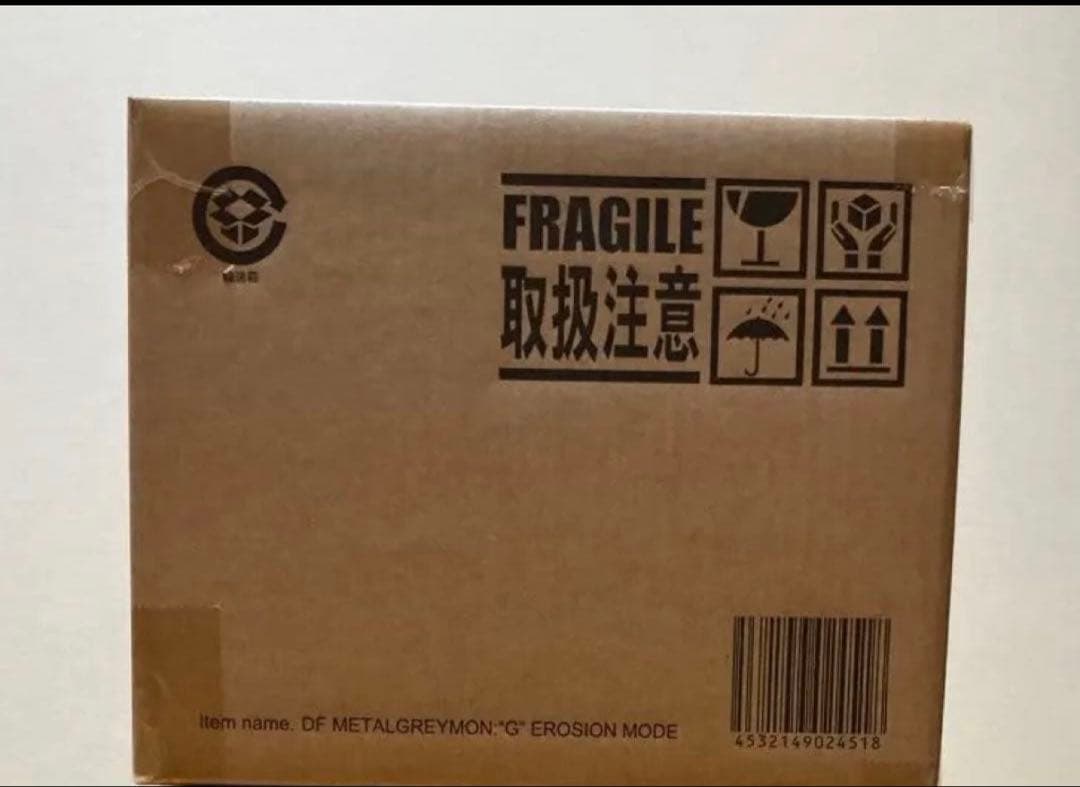 FRAGILE
取扱注意
Item name. DF METALGREYMON:"G" EROSION MODE
4532149024518